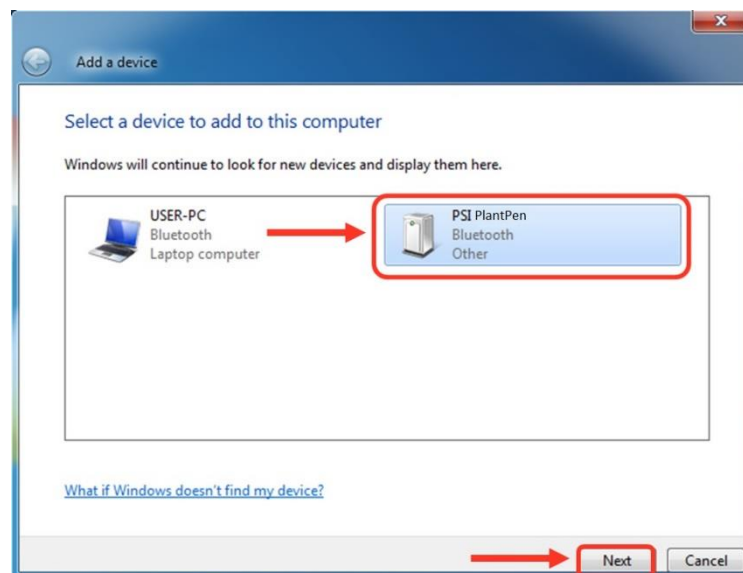 Add a device
Select a device to add to this computer
Windows will continue to look for new devices and display them here.
USER-PC
Bluetooth
Laptop computer
PSI PlantPen
Bluetooth
Other
What if Windows doesn't find my device?
Next
Cancel